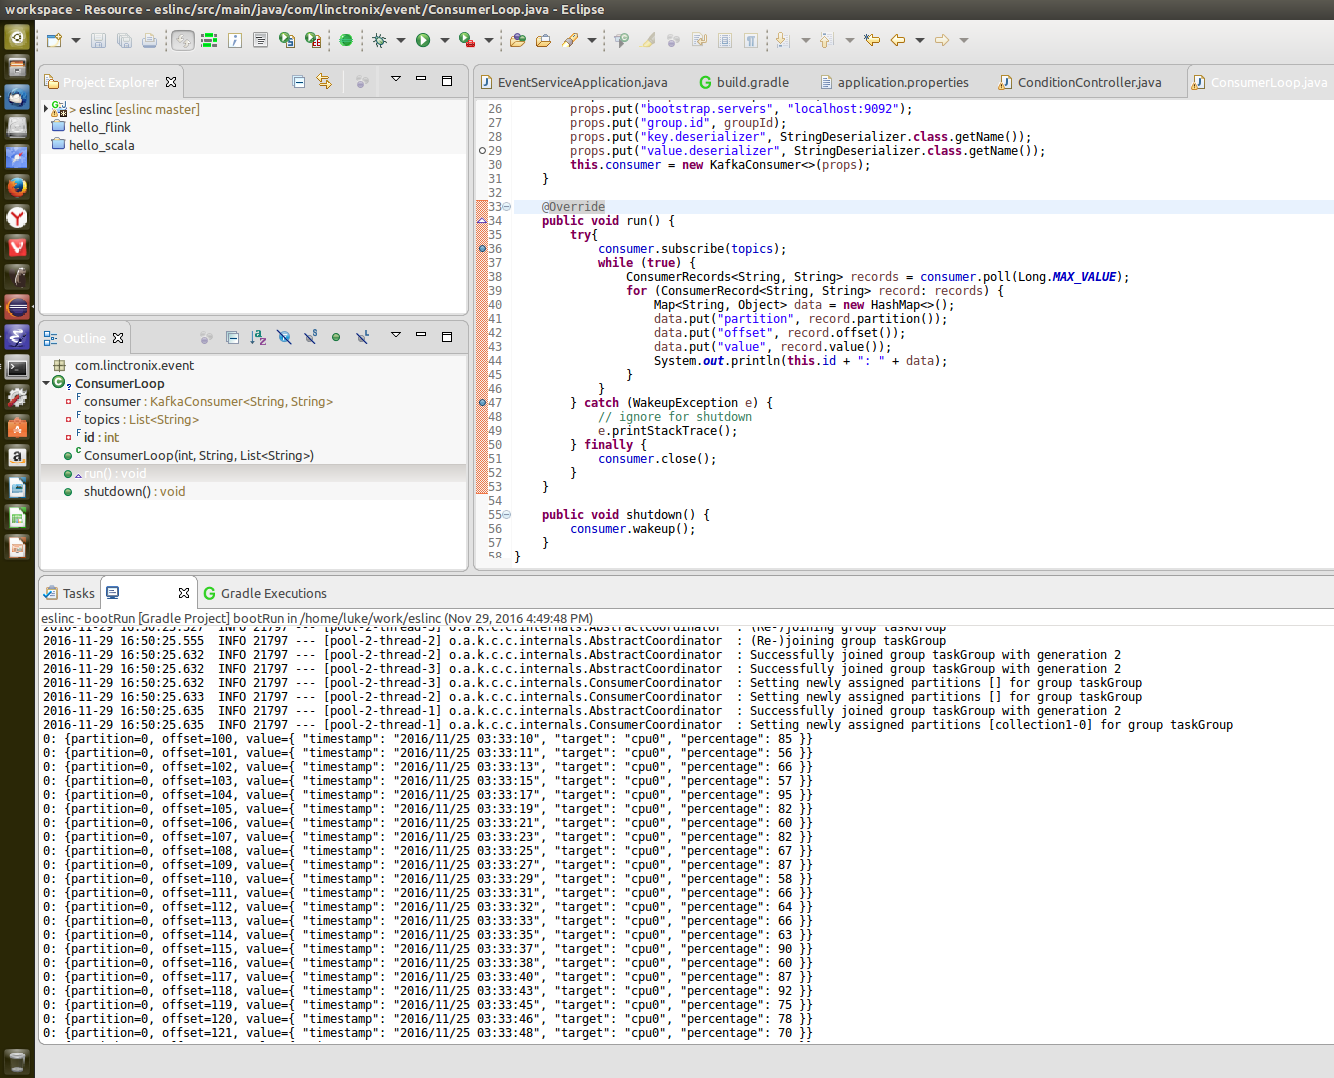 workspace - Resource - eslinc/src/main/java/com/linctronix/event/ConsumerLoop.java - Eclipse
Project Explorer
> eslinc [eslinc master]
hello_flink
hello_scala
Outline
com.linctronix.event
ConsumerLoop
consumer : KafkaConsumer<String, String>
topics : List<String>
id : int
ConsumerLoop(int, String, List<String>)
run() : void
shutdown() : void
EventServiceApplication.java build.gradle application.properties ConditionController.java ConsumerLoop.java
26 props.put("bootstrap.servers", "localhost:9092");
27 props.put("group.id", groupId);
28 props.put("key.deserializer", StringDeserializer.class.getName());
29 props.put("value.deserializer", StringDeserializer.class.getName());
30 this.consumer = new KafkaConsumer<>(props);
31 }
32
33 @Override
34 public void run() {
35 try{
36 consumer.subscribe(topics);
37 while (true) {
38 ConsumerRecords<String, String> records = consumer.poll(Long.MAX_VALUE);
39 for (ConsumerRecord<String, String> record: records) {
40 Map<String, Object> data = new HashMap<>();
41 data.put("partition", record.partition());
42 data.put("offset", record.offset());
43 data.put("value", record.value());
44 System.out.println(this.id + ": " + data);
45 }
46 }
47 } catch (WakeupException e) {
48 // ignore for shutdown
49 e.printStackTrace();
50 } finally {
51 consumer.close();
52 }
53 }
54
55 public void shutdown() {
56 consumer.wakeup();
57 }
58 }
Tasks Gradle Executions
eslinc - bootRun [Gradle Project] bootRun in /home/luke/work/eslinc (Nov 29, 2016 4:49:48 PM)
2016-11-29 16:50:25.527 INFO 21797 --- [pool-2-thread-3] o.a.k.c.c.internals.AbstractCoordinator : (Re-)joining group taskGroup
2016-11-29 16:50:25.555 INFO 21797 --- [pool-2-thread-2] o.a.k.c.c.internals.AbstractCoordinator : (Re-)joining group taskGroup
2016-11-29 16:50:25.632 INFO 21797 --- [pool-2-thread-2] o.a.k.c.c.internals.AbstractCoordinator : Successfully joined group taskGroup with generation 2
2016-11-29 16:50:25.632 INFO 21797 --- [pool-2-thread-3] o.a.k.c.c.internals.AbstractCoordinator : Successfully joined group taskGroup with generation 2
2016-11-29 16:50:25.632 INFO 21797 --- [pool-2-thread-3] o.a.k.c.c.internals.ConsumerCoordinator : Setting newly assigned partitions [] for group taskGroup
2016-11-29 16:50:25.633 INFO 21797 --- [pool-2-thread-2] o.a.k.c.c.internals.ConsumerCoordinator : Setting newly assigned partitions [] for group taskGroup
2016-11-29 16:50:25.635 INFO 21797 --- [pool-2-thread-1] o.a.k.c.c.internals.AbstractCoordinator : Successfully joined group taskGroup with generation 2
2016-11-29 16:50:25.635 INFO 21797 --- [pool-2-thread-1] o.a.k.c.c.internals.ConsumerCoordinator : Setting newly assigned partitions [collection1-0] for group taskGroup
0: {partition=0, offset=100, value={ "timestamp": "2016/11/25 03:33:10", "target": "cpu0", "percentage": 85 }}
0: {partition=0, offset=101, value={ "timestamp": "2016/11/25 03:33:11", "target": "cpu0", "percentage": 56 }}
0: {partition=0, offset=102, value={ "timestamp": "2016/11/25 03:33:13", "target": "cpu0", "percentage": 66 }}
0: {partition=0, offset=103, value={ "timestamp": "2016/11/25 03:33:15", "target": "cpu0", "percentage": 57 }}
0: {partition=0, offset=104, value={ "timestamp": "2016/11/25 03:33:17", "target": "cpu0", "percentage": 95 }}
0: {partition=0, offset=105, value={ "timestamp": "2016/11/25 03:33:19", "target": "cpu0", "percentage": 82 }}
0: {partition=0, offset=106, value={ "timestamp": "2016/11/25 03:33:21", "target": "cpu0", "percentage": 60 }}
0: {partition=0, offset=107, value={ "timestamp": "2016/11/25 03:33:23", "target": "cpu0", "percentage": 82 }}
0: {partition=0, offset=108, value={ "timestamp": "2016/11/25 03:33:25", "target": "cpu0", "percentage": 67 }}
0: {partition=0, offset=109, value={ "timestamp": "2016/11/25 03:33:27", "target": "cpu0", "percentage": 87 }}
0: {partition=0, offset=110, value={ "timestamp": "2016/11/25 03:33:29", "target": "cpu0", "percentage": 58 }}
0: {partition=0, offset=111, value={ "timestamp": "2016/11/25 03:33:31", "target": "cpu0", "percentage": 66 }}
0: {partition=0, offset=112, value={ "timestamp": "2016/11/25 03:33:32", "target": "cpu0", "percentage": 64 }}
0: {partition=0, offset=113, value={ "timestamp": "2016/11/25 03:33:33", "target": "cpu0", "percentage": 66 }}
0: {partition=0, offset=114, value={ "timestamp": "2016/11/25 03:33:35", "target": "cpu0", "percentage": 63 }}
0: {partition=0, offset=115, value={ "timestamp": "2016/11/25 03:33:37", "target": "cpu0", "percentage": 90 }}
0: {partition=0, offset=116, value={ "timestamp": "2016/11/25 03:33:38", "target": "cpu0", "percentage": 60 }}
0: {partition=0, offset=117, value={ "timestamp": "2016/11/25 03:33:40", "target": "cpu0", "percentage": 87 }}
0: {partition=0, offset=118, value={ "timestamp": "2016/11/25 03:33:43", "target": "cpu0", "percentage": 92 }}
0: {partition=0, offset=119, value={ "timestamp": "2016/11/25 03:33:45", "target": "cpu0", "percentage": 75 }}
0: {partition=0, offset=120, value={ "timestamp": "2016/11/25 03:33:46", "target": "cpu0", "percentage": 78 }}
0: {partition=0, offset=121, value={ "timestamp": "2016/11/25 03:33:48", "target": "cpu0", "percentage": 70 }}